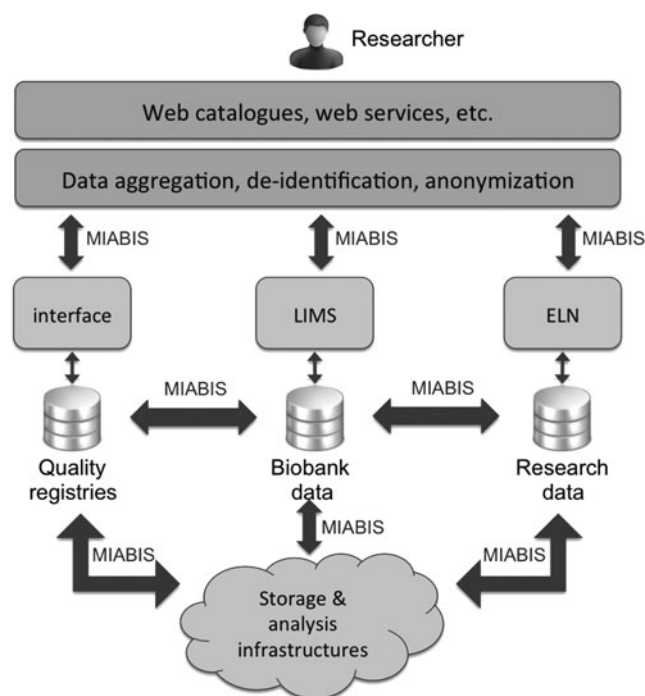 Researcher
Web catalogues, web services, etc.
Data aggregation, de-identification, anonymization
MIABIS
MIABIS
MIABIS
interface
LIMS
ELN
MIABIS
MIABIS
Quality
registries
Biobank
data
Research
data
MIABIS
MIABIS
MIABIS
Storage &
analysis
infrastructures